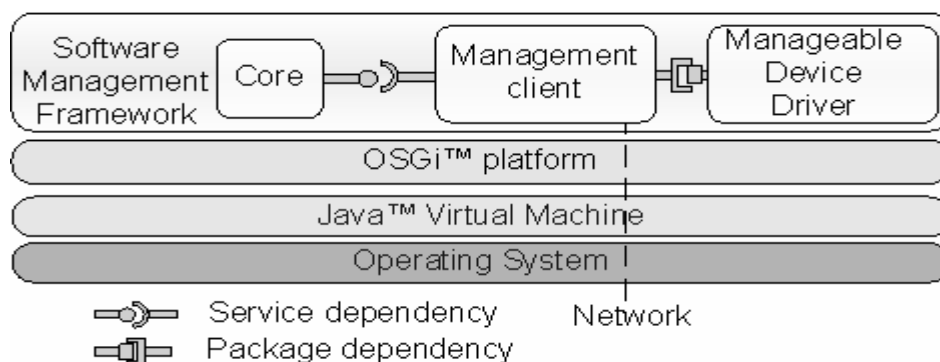 Software
Management
Framework
Core
Management
client
Manageable
Device
Driver
OSGi™ platform
Java™ Virtual Machine
Operating System
Service dependency
Network
Package dependency